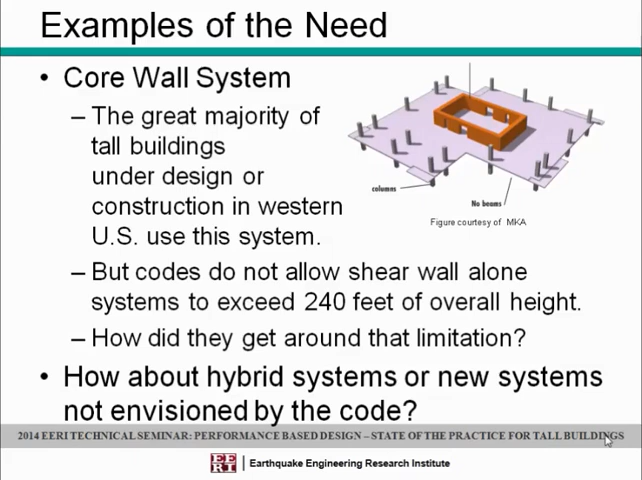 Examples of the Need
• Core Wall System
– The great majority of
tall buildings
under design or
construction in western
U.S. use this system.
columns
No beams
Figure courtesy of MKA
– But codes do not allow shear wall alone
systems to exceed 240 feet of overall height.
– How did they get around that limitation?
• How about hybrid systems or new systems
not envisioned by the code?
2014 EERI TECHNICAL SEMINAR: PERFORMANCE BASED DESIGN – STATE OF THE PRACTICE FOR TALL BUILDINGS
EERI | Earthquake Engineering Research Institute